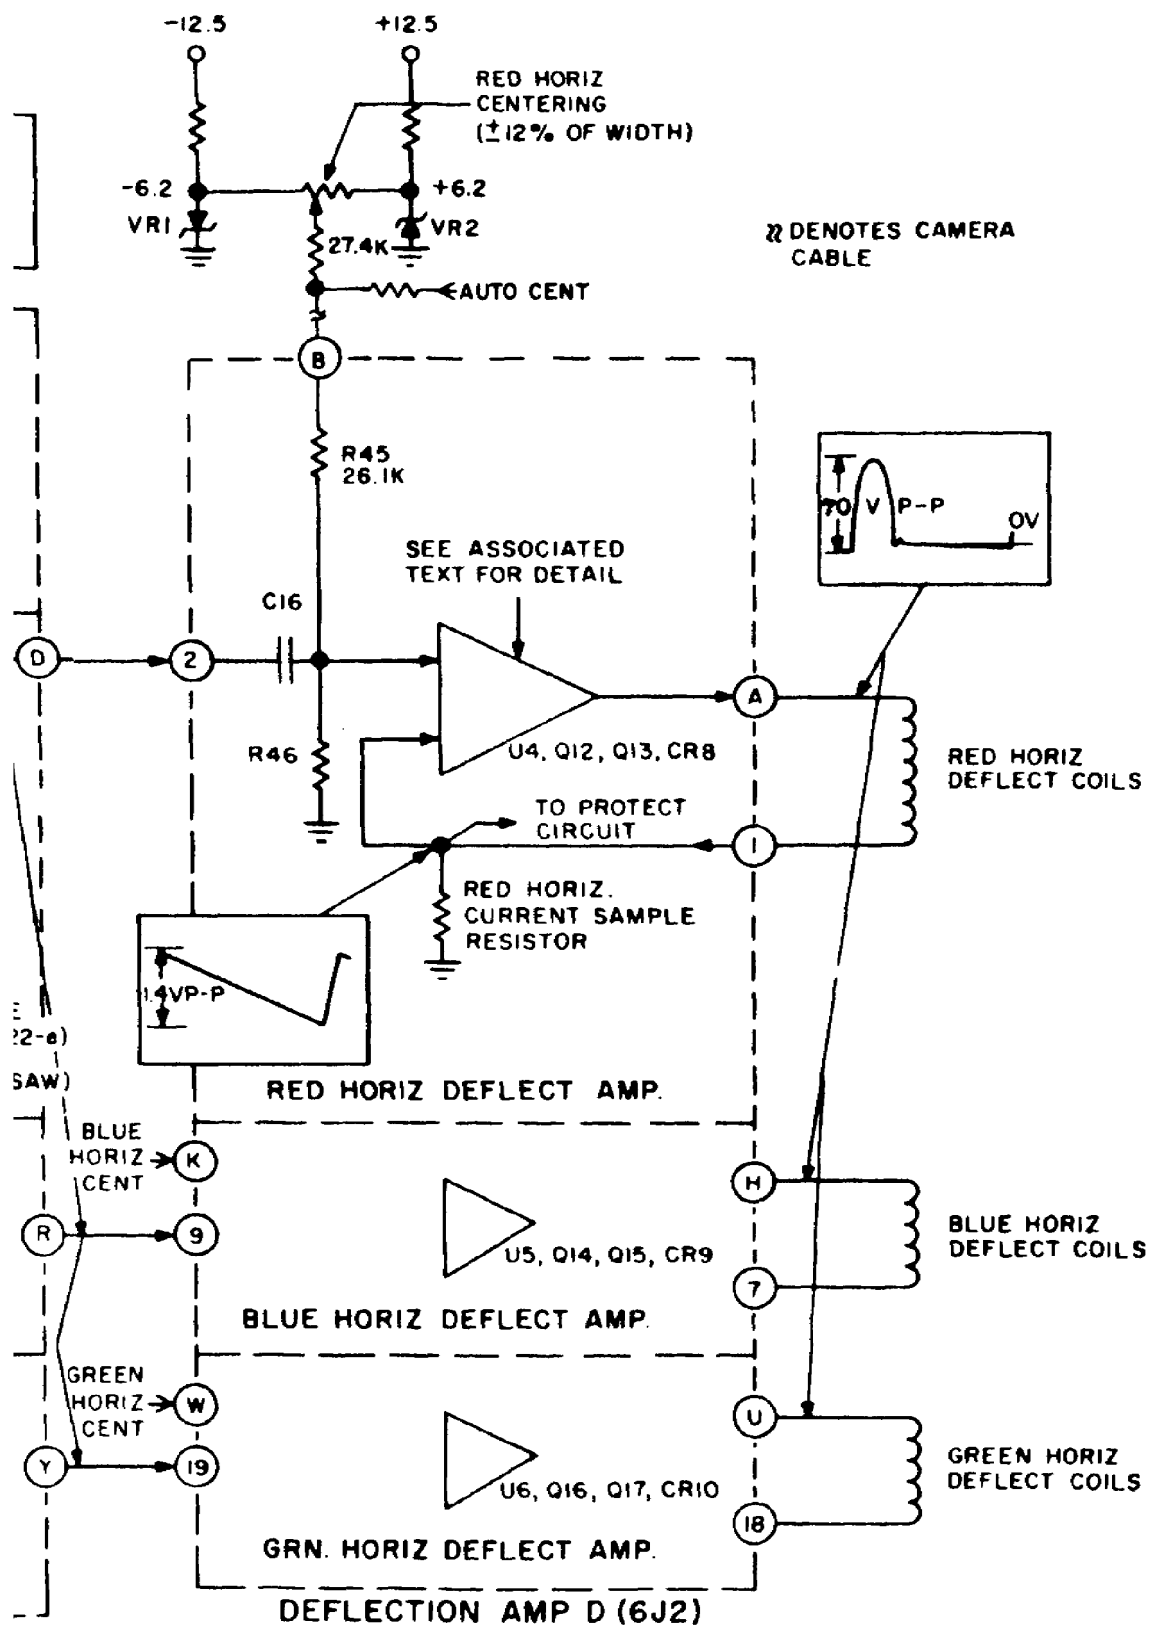 -12.5
+12.5
RED HORIZ
CENTERING
(±12% OF WIDTH)
-6.2
+6.2
VR1
VR2
27.4K
DENOTES CAMERA
CABLE
AUTO CENT
B
R45
26.1K
70 V P-P
0V
SEE ASSOCIATED
TEXT FOR DETAIL
C16
D
2
A
R46
U4, Q12, Q13, CR8
RED HORIZ
DEFLECT COILS
TO PROTECT
CIRCUIT
1
RED HORIZ.
CURRENT SAMPLE
RESISTOR
1.4VP-P
E
22-a)
SAW)
RED HORIZ DEFLECT AMP.
BLUE
HORIZ
CENT
K
H
R
9
U5, Q14, Q15, CR9
BLUE HORIZ
DEFLECT COILS
7
BLUE HORIZ DEFLECT AMP.
GREEN
HORIZ
CENT
W
U
Y
19
U6, Q16, Q17, CR10
GREEN HORIZ
DEFLECT COILS
18
GRN. HORIZ DEFLECT AMP.
DEFLECTION AMP D (6J2)